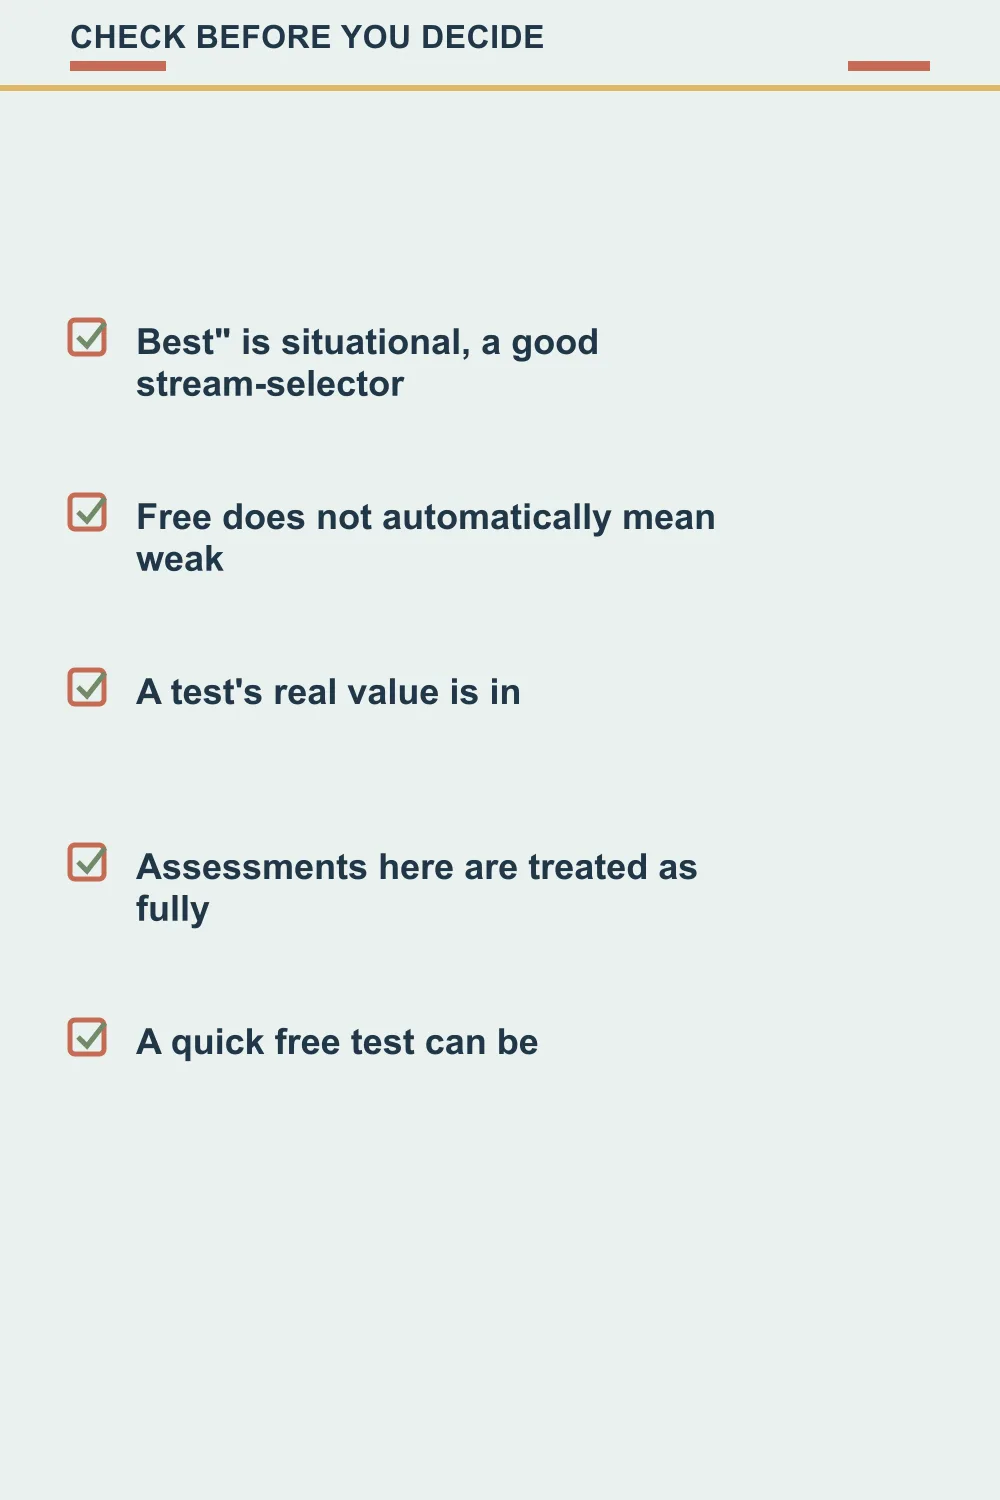 CHECK BEFORE YOU DECIDE
Best" is situational, a good
stream-selector
Free does not automatically mean
weak
A test's real value is in
Assessments here are treated as
fully
A quick free test can be